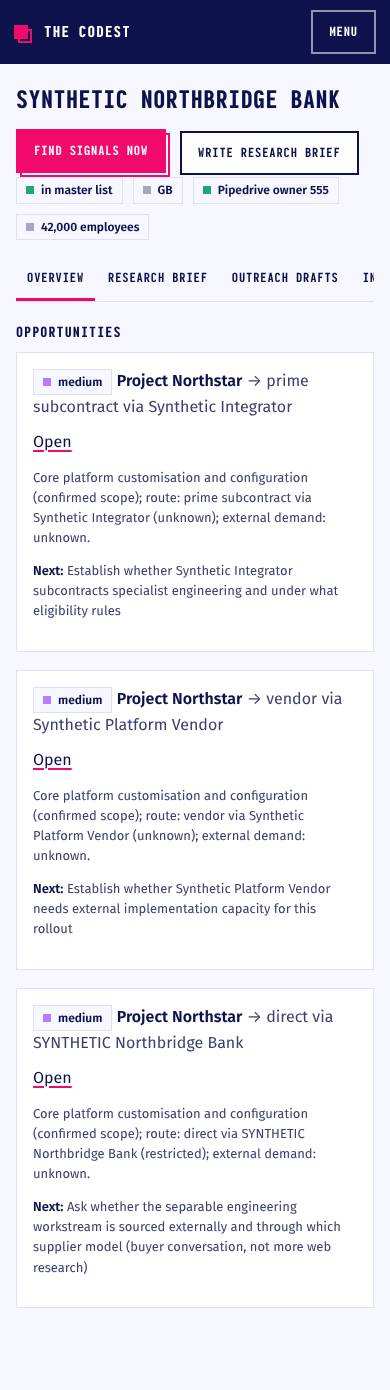 THE CODEST
MENU
SYNTHETIC NORTHBRIDGE BANK
FIND SIGNALS NOW
WRITE RESEARCH BRIEF
in master list
GB
Pipedrive owner 555
42,000 employees
OVERVIEW
RESEARCH BRIEF
OUTREACH DRAFTS
OPPORTUNITIES
medium Project Northstar → prime
subcontract via Synthetic Integrator
Open
Core platform customisation and configuration
(confirmed scope); route: prime subcontract via
Synthetic Integrator (unknown); external demand:
unknown.
Next: Establish whether Synthetic Integrator
subcontracts specialist engineering and under what
eligibility rules
medium Project Northstar → vendor via
Synthetic Platform Vendor
Open
Core platform customisation and configuration
(confirmed scope); route: vendor via Synthetic
Platform Vendor (unknown); external demand:
unknown.
Next: Establish whether Synthetic Platform Vendor
needs external implementation capacity for this
rollout
medium Project Northstar → direct via
SYNTHETIC Northbridge Bank
Open
Core platform customisation and configuration
(confirmed scope); route: direct via SYNTHETIC
Northbridge Bank (restricted); external demand:
unknown.
Next: Ask whether the separable engineering
workstream is sourced externally and through which
supplier model (buyer conversation, not more web
research)